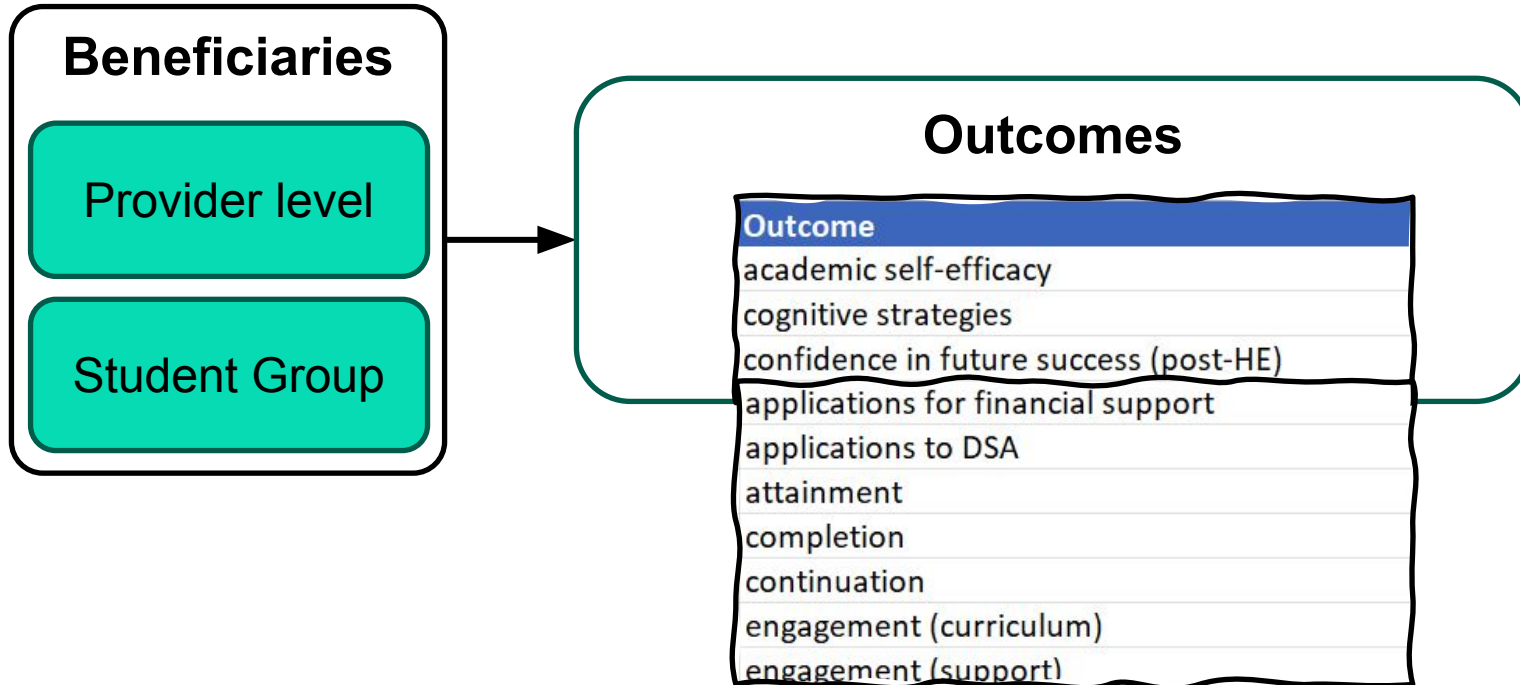 Beneficiaries
Provider level
Student Group
Outcomes
Outcome
academic self-efficacy
cognitive strategies
confidence in future success (post-HE)
applications for financial support
applications to DSA
attainment
completion
continuation
engagement (curriculum)
engagement (support)